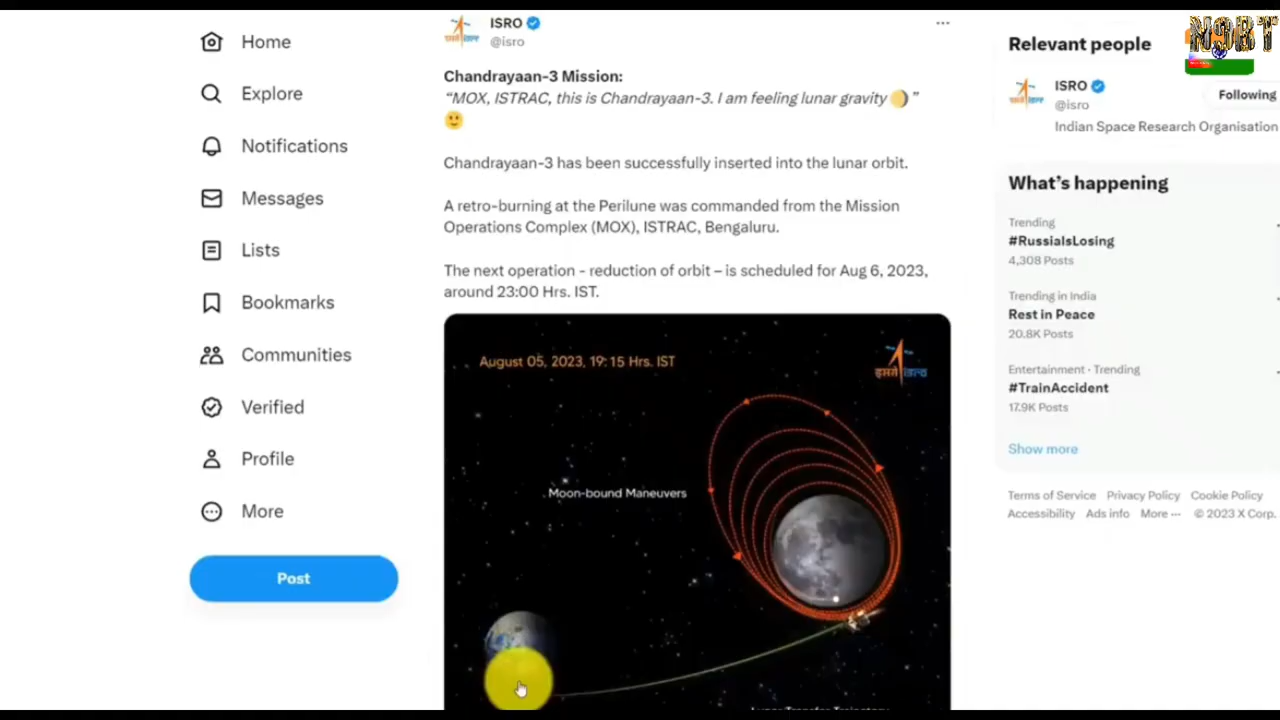 Home
Explore
Notifications
Messages
Lists
Bookmarks
Communities
Verified
Profile
More
Post
ISRO
@isro
Chandrayaan-3 Mission:
“MOX, ISTRAC, this is Chandrayaan-3. I am feeling lunar gravity 🌖”
🙂
Chandrayaan-3 has been successfully inserted into the lunar orbit.
A retro-burning at the Perilune was commanded from the Mission
Operations Complex (MOX), ISTRAC, Bengaluru.
The next operation - reduction of orbit – is scheduled for Aug 6, 2023,
around 23:00 Hrs. IST.
August 05, 2023, 19:15 Hrs. IST
इसरो isro
Moon-bound Maneuvers
Lunar Transfer Trajectory
Relevant people
ISRO
@isro
Following
Indian Space Research Organisation
What’s happening
Trending
#RussiaIsLosing
4,308 Posts
Trending in India
Rest in Peace
20.8K Posts
Entertainment · Trending
#TrainAccident
17.9K Posts
Show more
Terms of Service Privacy Policy Cookie Policy
Accessibility Ads info More ··· © 2023 X Corp.
N9BT